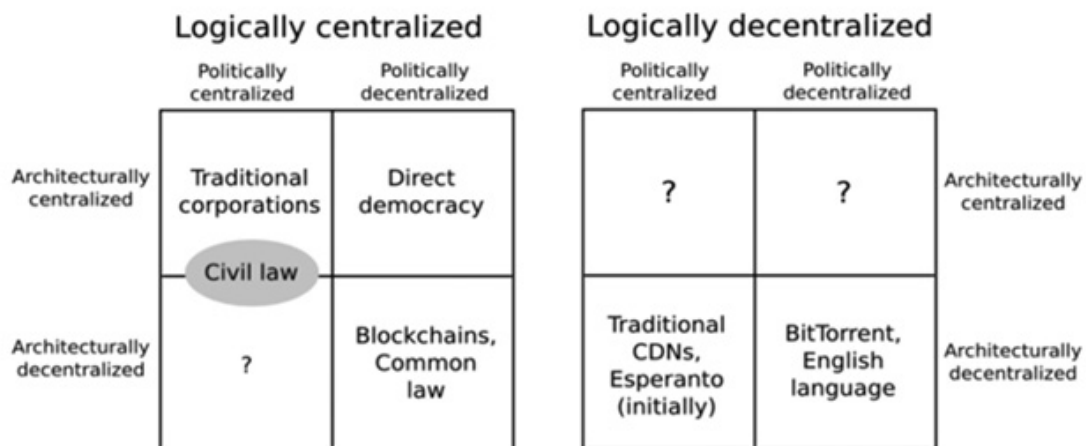 Logically centralized
Politically
centralized
Politically
decentralized
Architecturally
centralized
Traditional
corporations
Direct
democracy
Civil law
Architecturally
decentralized
?
Blockchains,
Common
law
Logically decentralized
Politically
centralized
Politically
decentralized
?
?
Architecturally
centralized
Traditional
CDNs,
Esperanto
(initially)
BitTorrent,
English
language
Architecturally
decentralized